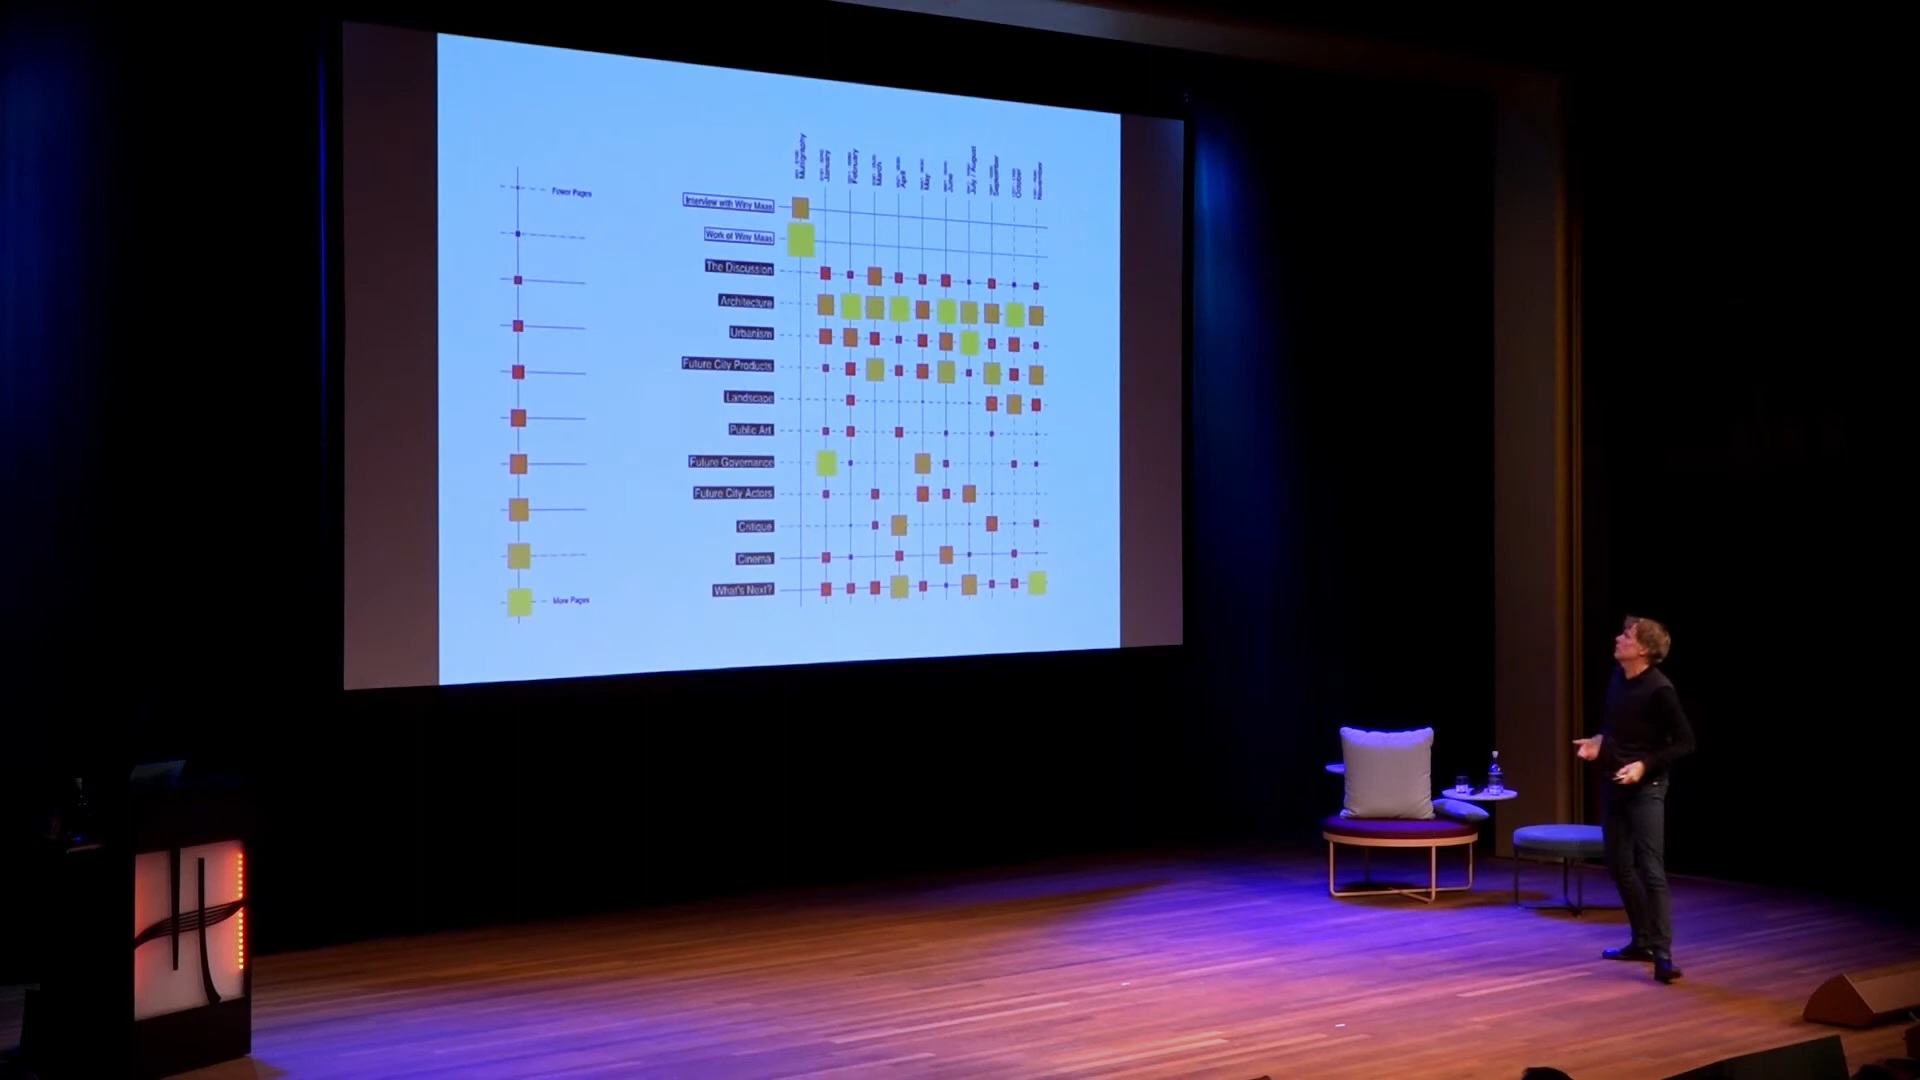 Fewer Pages
More Pages
Multigraphy
January
February
March
April
May
June
July / August
September
October
November
Interview with Winy Maas
Work of Winy Maas
The Discussion
Architecture
Urbanism
Future City Products
Landscape
Public Art
Future Governance
Future City Actors
Critique
Cinema
What's Next?